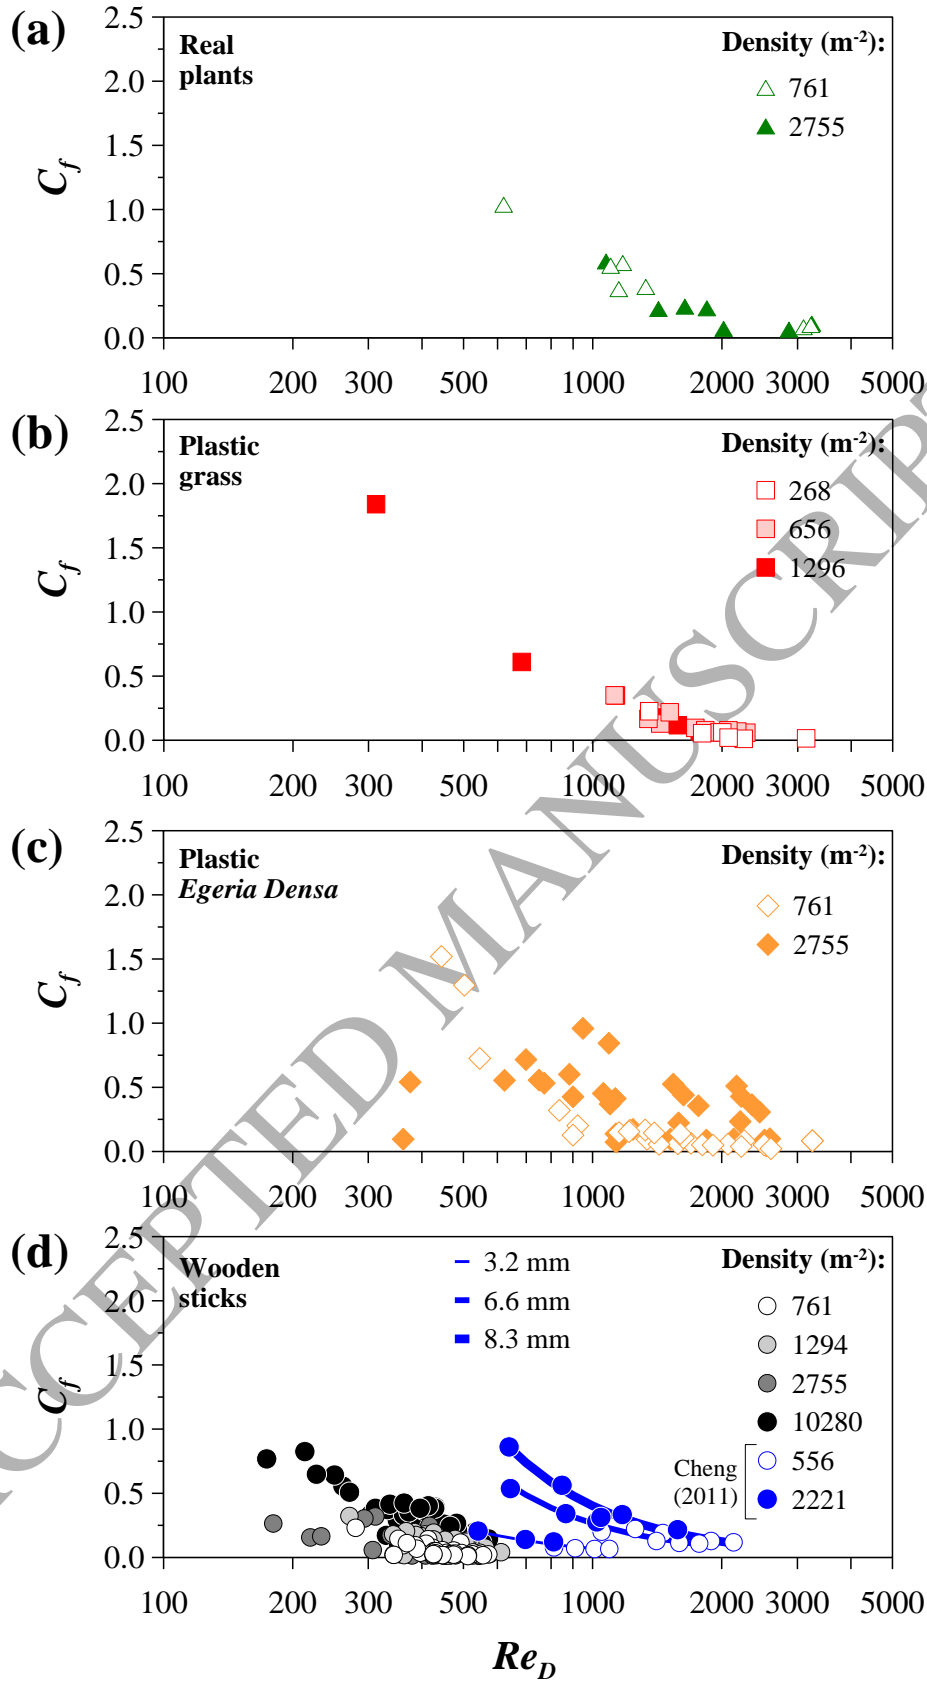 (a)
Real
plants
Density (m-2):
761
2755
Cf
2.5
2.0
1.5
1.0
0.5
0.0
100 200 300 500 1000 2000 3000 5000
(b)
Plastic
grass
Density (m-2):
268
656
1296
Cf
2.5
2.0
1.5
1.0
0.5
0.0
100 200 300 500 1000 2000 3000 5000
(c)
Plastic
Egeria Densa
Density (m-2):
761
2755
Cf
2.5
2.0
1.5
1.0
0.5
0.0
100 200 300 500 1000 2000 3000 5000
(d)
Wooden
sticks
3.2 mm
6.6 mm
8.3 mm
Density (m-2):
761
1294
2755
10280
556
2221
Cheng
(2011)
Cf
2.5
2.0
1.5
1.0
0.5
0.0
100 200 300 500 1000 2000 3000 5000
ReD
CCEPTED MANUSCRIPT